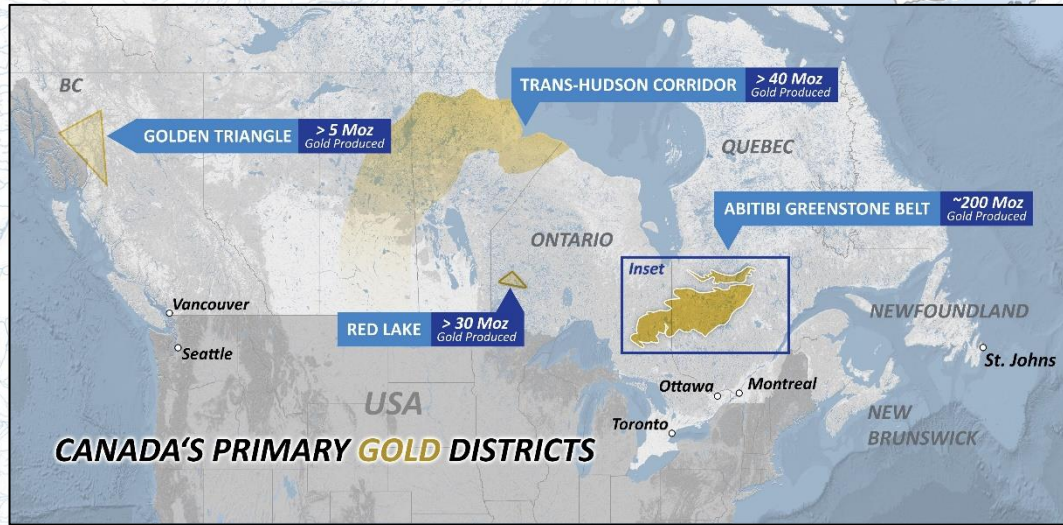 BC
TRANS-HUDSON CORRIDOR
> 40 Moz
Gold Produced
GOLDEN TRIANGLE
> 5 Moz
Gold Produced
QUEBEC
ABITIBI GREENSTONE BELT
~200 Moz
Gold Produced
ONTARIO
Inset
Vancouver
RED LAKE
> 30 Moz
Gold Produced
NEWFOUNDLAND
Seattle
St. Johns
USA
Ottawa
Montreal
Toronto
NEW
BRUNSWICK
CANADA‘S PRIMARY GOLD DISTRICTS